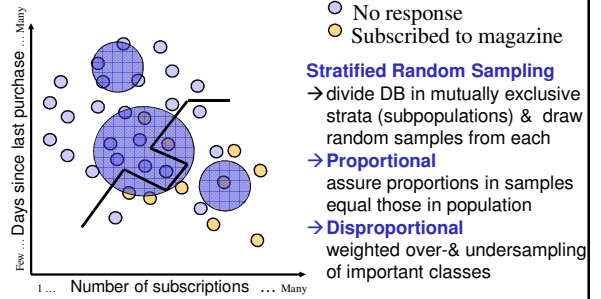 No response
Subscribed to magazine
Stratified Random Sampling
→ divide DB in mutually exclusive
strata (subpopulations) & draw
random samples from each
→ Proportional
assure proportions in samples
equal those in population
→ Disproportional
weighted over-& undersampling
of important classes
Few ... Days since last purchase ... Many
1 ... Number of subscriptions ... Many